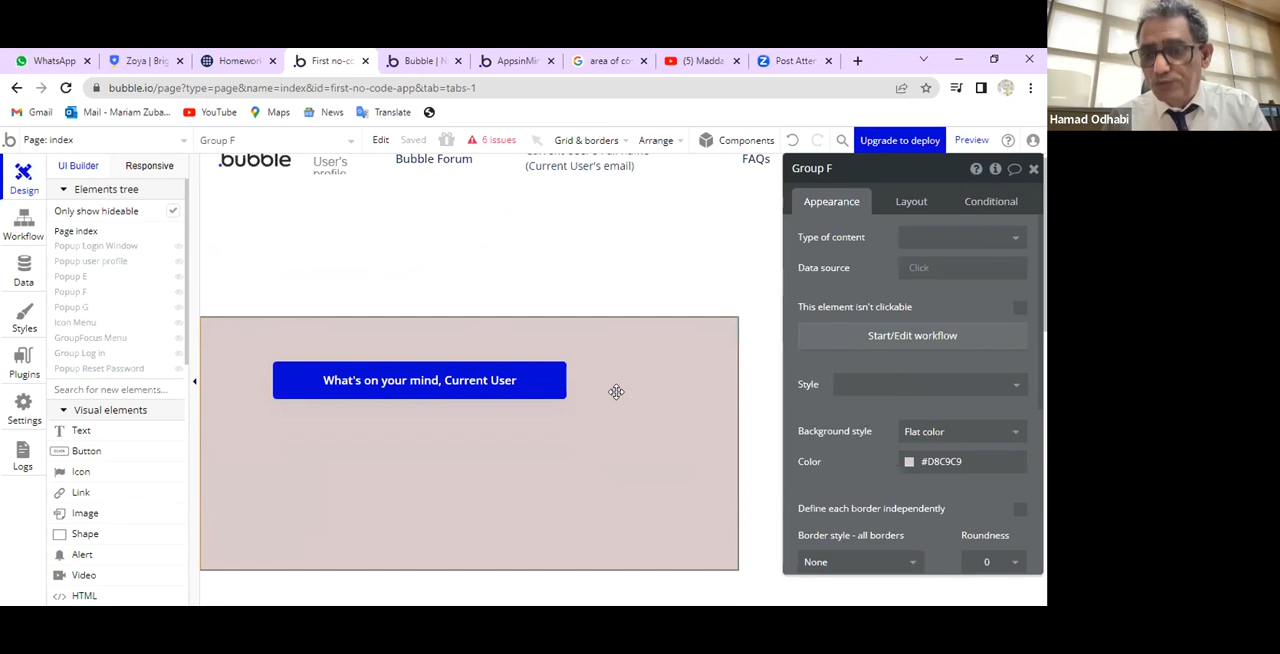 WhatsApp
Zoya | Brig
Homework
First no-co
Bubble | N
AppsinMin
area of co
(5) Madda
Post Atter
bubble.io/page?type=page&name=index&id=first-no-code-app&tab=tabs-1
Gmail
Mail - Mariam Zuba...
YouTube
Maps
News
Translate
Hamad Odhabi
Page: index
Group F
Edit
Saved
6 issues
Grid & borders
Arrange
Components
Upgrade to deploy
Preview
Design
Workflow
Data
Styles
Plugins
Settings
Logs
UI Builder
Responsive
Elements tree
Only show hideable
Page index
Popup Login Window
Popup user profile
Popup E
Popup F
Popup G
Icon Menu
GroupFocus Menu
Group Log in
Popup Reset Password
Search for new elements...
Visual elements
Text
CLICK Button
Icon
Link
Image
Shape
Alert
Video
</> HTML
.bubble
User's
profile
Bubble Forum
(Current User's email)
FAQs
What's on your mind, Current User
Group F
Appearance
Layout
Conditional
Type of content
Data source
Click
This element isn't clickable
Start/Edit workflow
Style
Background style
Flat color
Color
#D8C9C9
Define each border independently
Border style - all borders
Roundness
None
0